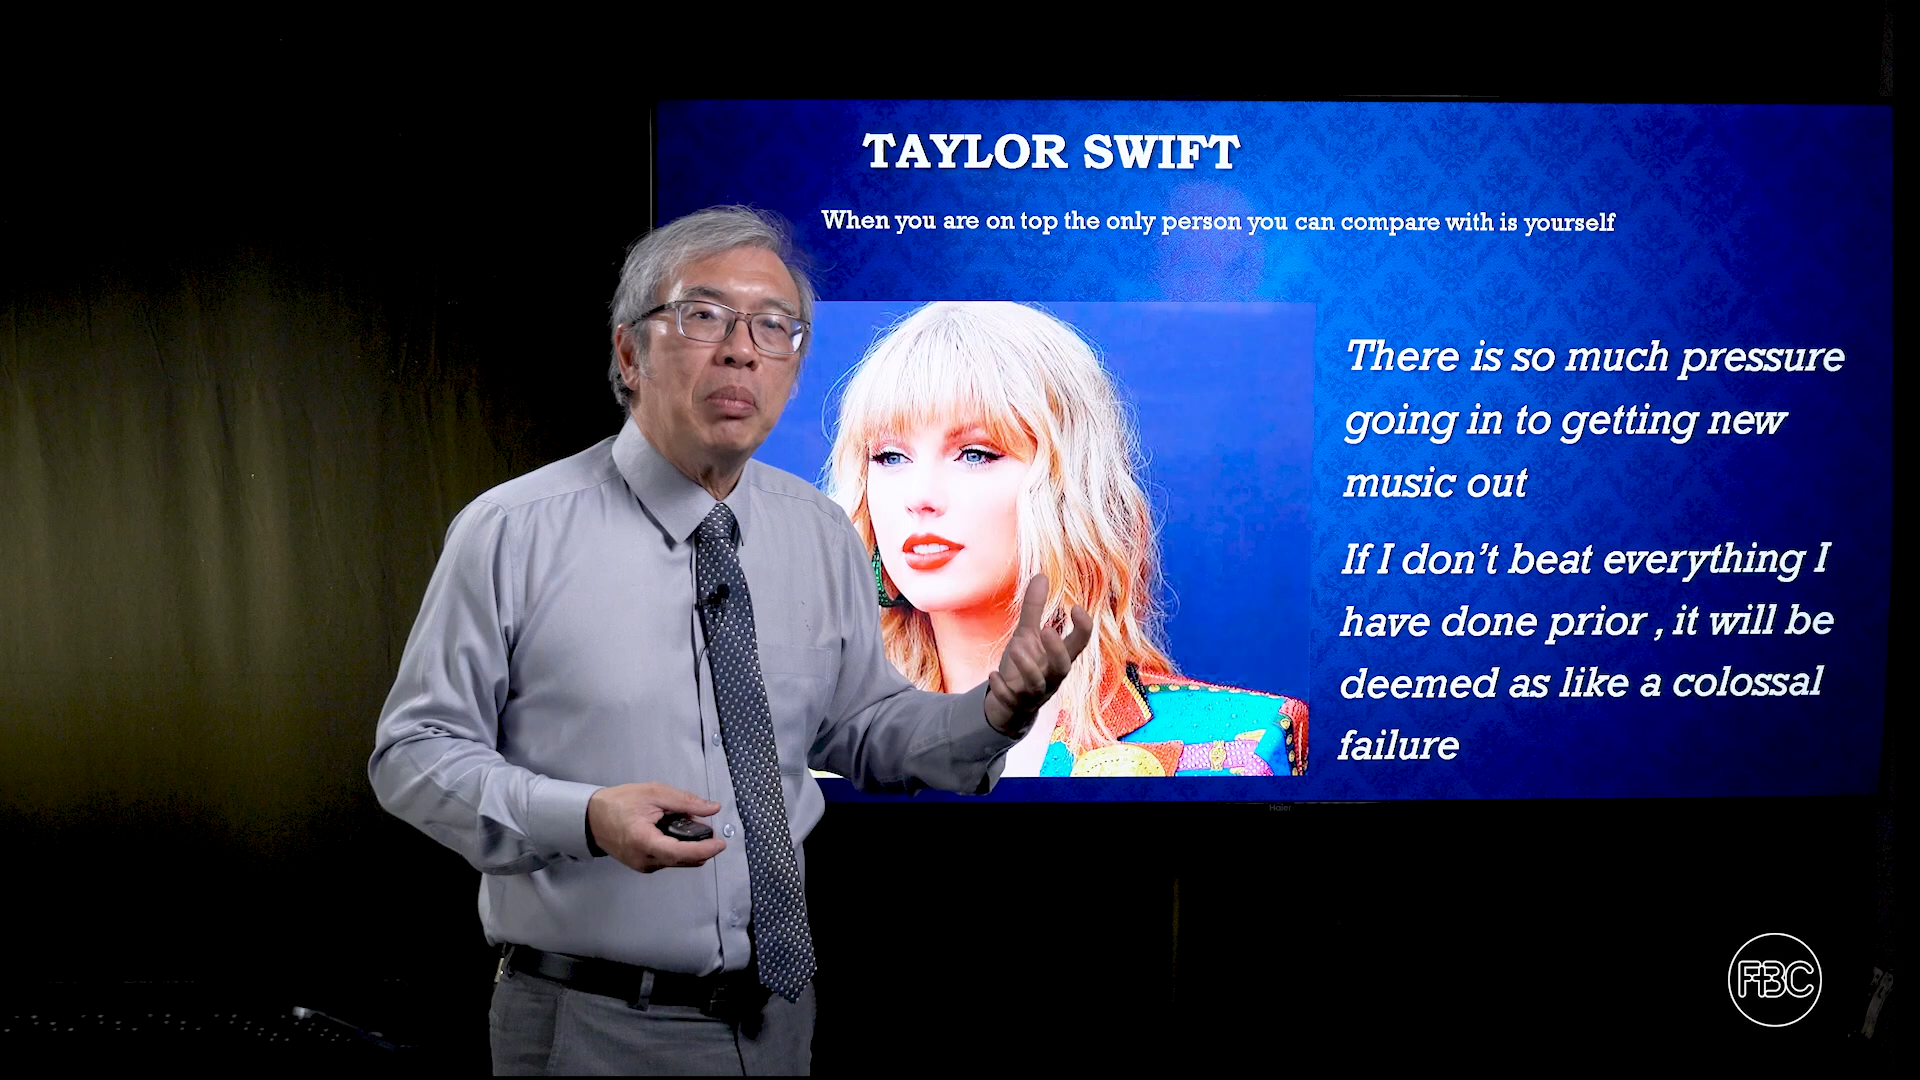 TAYLOR SWIFT
When you are on top the only person you can compare with is yourself
There is so much pressure
going in to getting new
music out
If I don’t beat everything I
have done prior , it will be
deemed as like a colossal
failure
Haier
FBC